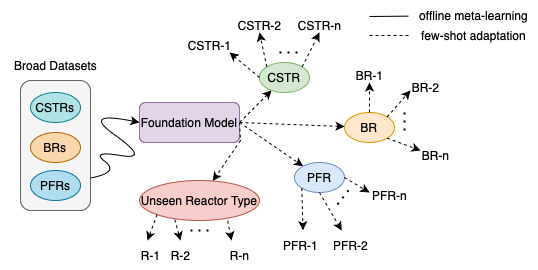 offline meta-learning
few-shot adaptation
Broad Datasets
CSTRs
BRs
PFRs
Foundation Model
CSTR-1
CSTR-2
...
CSTR-n
CSTR
BR
BR-1
BR-2
...
BR-n
PFR
PFR-n
...
PFR-1
PFR-2
Unseen Reactor Type
R-1
R-2
...
R-n